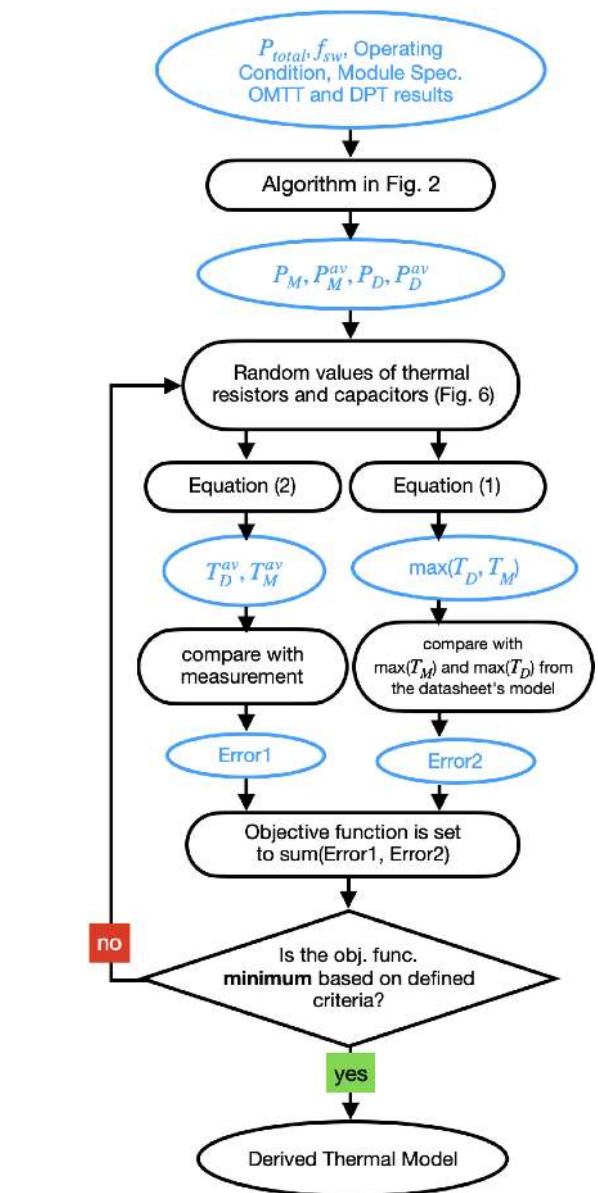 P_total, f_sw, Operating
Condition, Module Spec.
OMTT and DPT results
Algorithm in Fig. 2
P_M, P_M^av, P_D, P_D^av
Random values of thermal
resistors and capacitors (Fig. 6)
Equation (2)
Equation (1)
T_D^av, T_M^av
max(T_D, T_M)
compare with
measurement
compare with
max(T_M) and max(T_D) from
the datasheet's model
Error1
Error2
Objective function is set
to sum(Error1, Error2)
no
Is the obj. func.
minimum based on defined
criteria?
yes
Derived Thermal Model